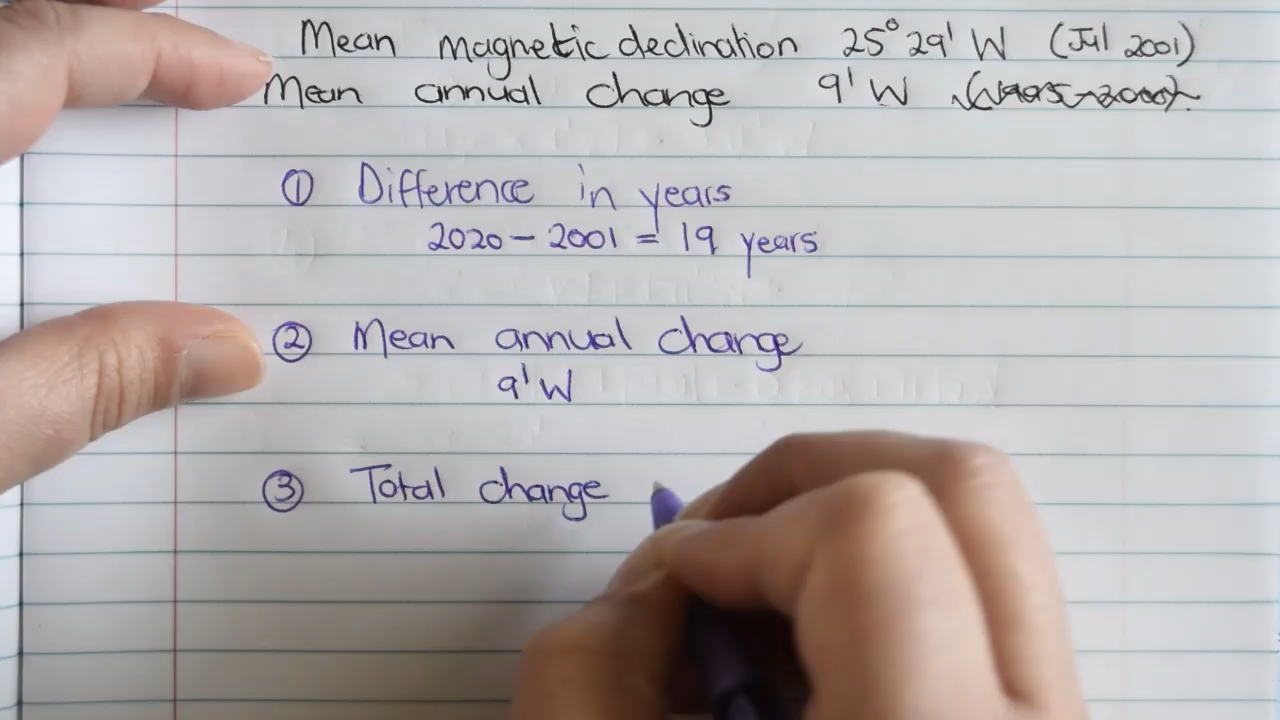 Mean magnetic declination 25° 29' W (Jul 2001)
Mean annual change 9' W
① Difference in years
2020 - 2001 = 19 years
② Mean annual change
9' W
③ Total change